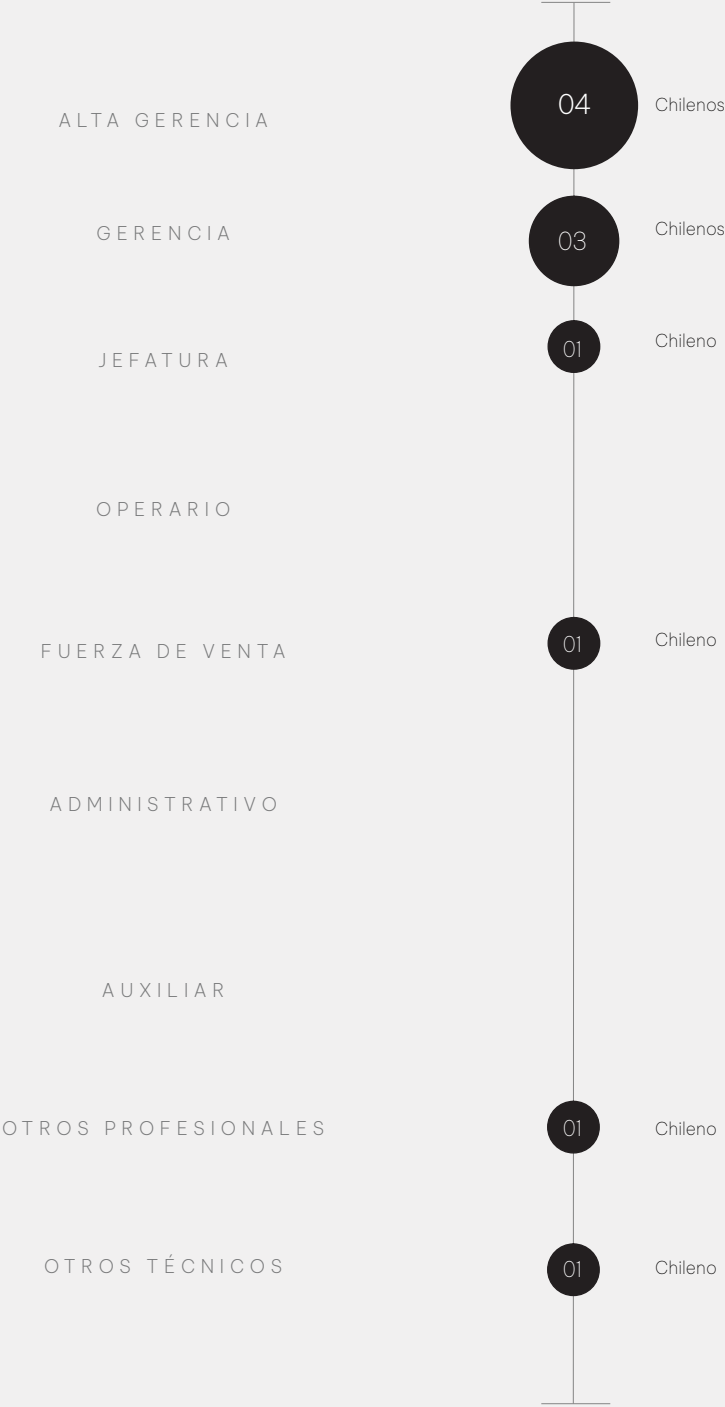 ALTA GERENCIA
04
Chilenos
GERENCIA
03
Chilenos
JEFATURA
01
Chileno
OPERARIO
FUERZA DE VENTA
01
Chileno
ADMINISTRATIVO
AUXILIAR
OTROS PROFESIONALES
01
Chileno
OTROS TÉCNICOS
01
Chileno